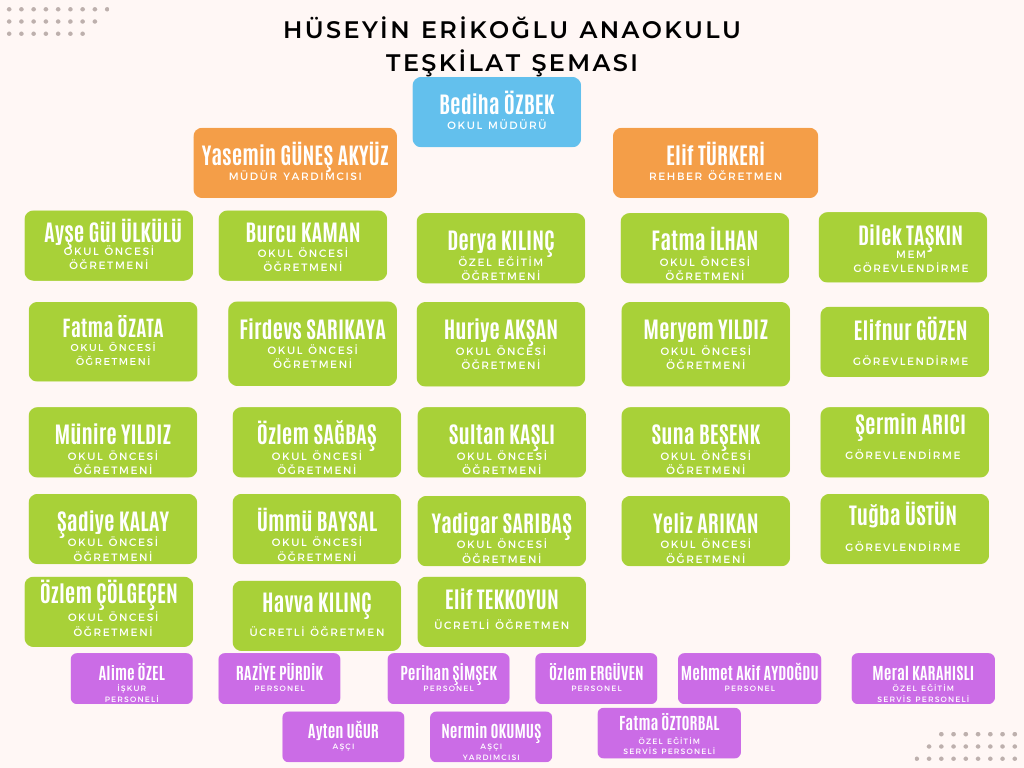 HÜSEYİN ERİKOĞLU ANAOKULU
TEŞKİLAT ŞEMASI
Bediha ÖZBEK
OKUL MÜDÜRÜ
Yasemin GÜNEŞ AKYÜZ
MÜDÜR YARDIMCISI
Elif TÜRKERİ
REHBER ÖĞRETMEN
Ayşe Gül ÜLKÜLÜ
OKUL ÖNCESİ
ÖĞRETMENİ
Burcu KAMAN
OKUL ÖNCESİ
ÖĞRETMENİ
Derya KILINÇ
ÖZEL EĞİTİM
ÖĞRETMENİ
Fatma İLHAN
OKUL ÖNCESİ
ÖĞRETMENİ
Dilek TAŞKIN
MEM
GÖREVLENDİRME
Fatma ÖZATA
OKUL ÖNCESİ
ÖĞRETMENİ
Firdevs SARIKAYA
OKUL ÖNCESİ
ÖĞRETMENİ
Huriye AKŞAN
OKUL ÖNCESİ
ÖĞRETMENİ
Meryem YILDIZ
OKUL ÖNCESİ
ÖĞRETMENİ
Elifnur GÖZEN
GÖREVLENDİRME
Münire YILDIZ
OKUL ÖNCESİ
ÖĞRETMENİ
Özlem SAĞBAŞ
OKUL ÖNCESİ
ÖĞRETMENİ
Sultan KAŞLI
OKUL ÖNCESİ
ÖĞRETMENİ
Suna BEŞENK
OKUL ÖNCESİ
ÖĞRETMENİ
Şermin ARICI
GÖREVLENDİRME
Şadiye KALAY
OKUL ÖNCESİ
ÖĞRETMENİ
Ümmü BAYSAL
OKUL ÖNCESİ
ÖĞRETMENİ
Yadigar SARIBAŞ
OKUL ÖNCESİ
ÖĞRETMENİ
Yeliz ARIKAN
OKUL ÖNCESİ
ÖĞRETMENİ
Tuğba ÜSTÜN
GÖREVLENDİRME
Özlem ÇÖLGEÇEN
OKUL ÖNCESİ
ÖĞRETMENİ
Havva KILINÇ
ÜCRETLİ ÖĞRETMEN
Elif TEKKOYUN
ÜCRETLİ ÖĞRETMEN
Alime ÖZEL
İŞKUR
PERSONELİ
RAZİYE PÜRDİK
PERSONEL
Perihan ŞİMŞEK
PERSONEL
Özlem ERGÜVEN
PERSONEL
Mehmet Akif AYDOĞDU
PERSONEL
Meral KARAHISLI
ÖZEL EĞİTİM
SERVİS PERSONELİ
Ayten UĞUR
AŞÇI
Nermin OKUMUŞ
AŞÇI
YARDIMCISI
Fatma ÖZTORBAL
ÖZEL EĞİTİM
SERVİS PERSONELİ